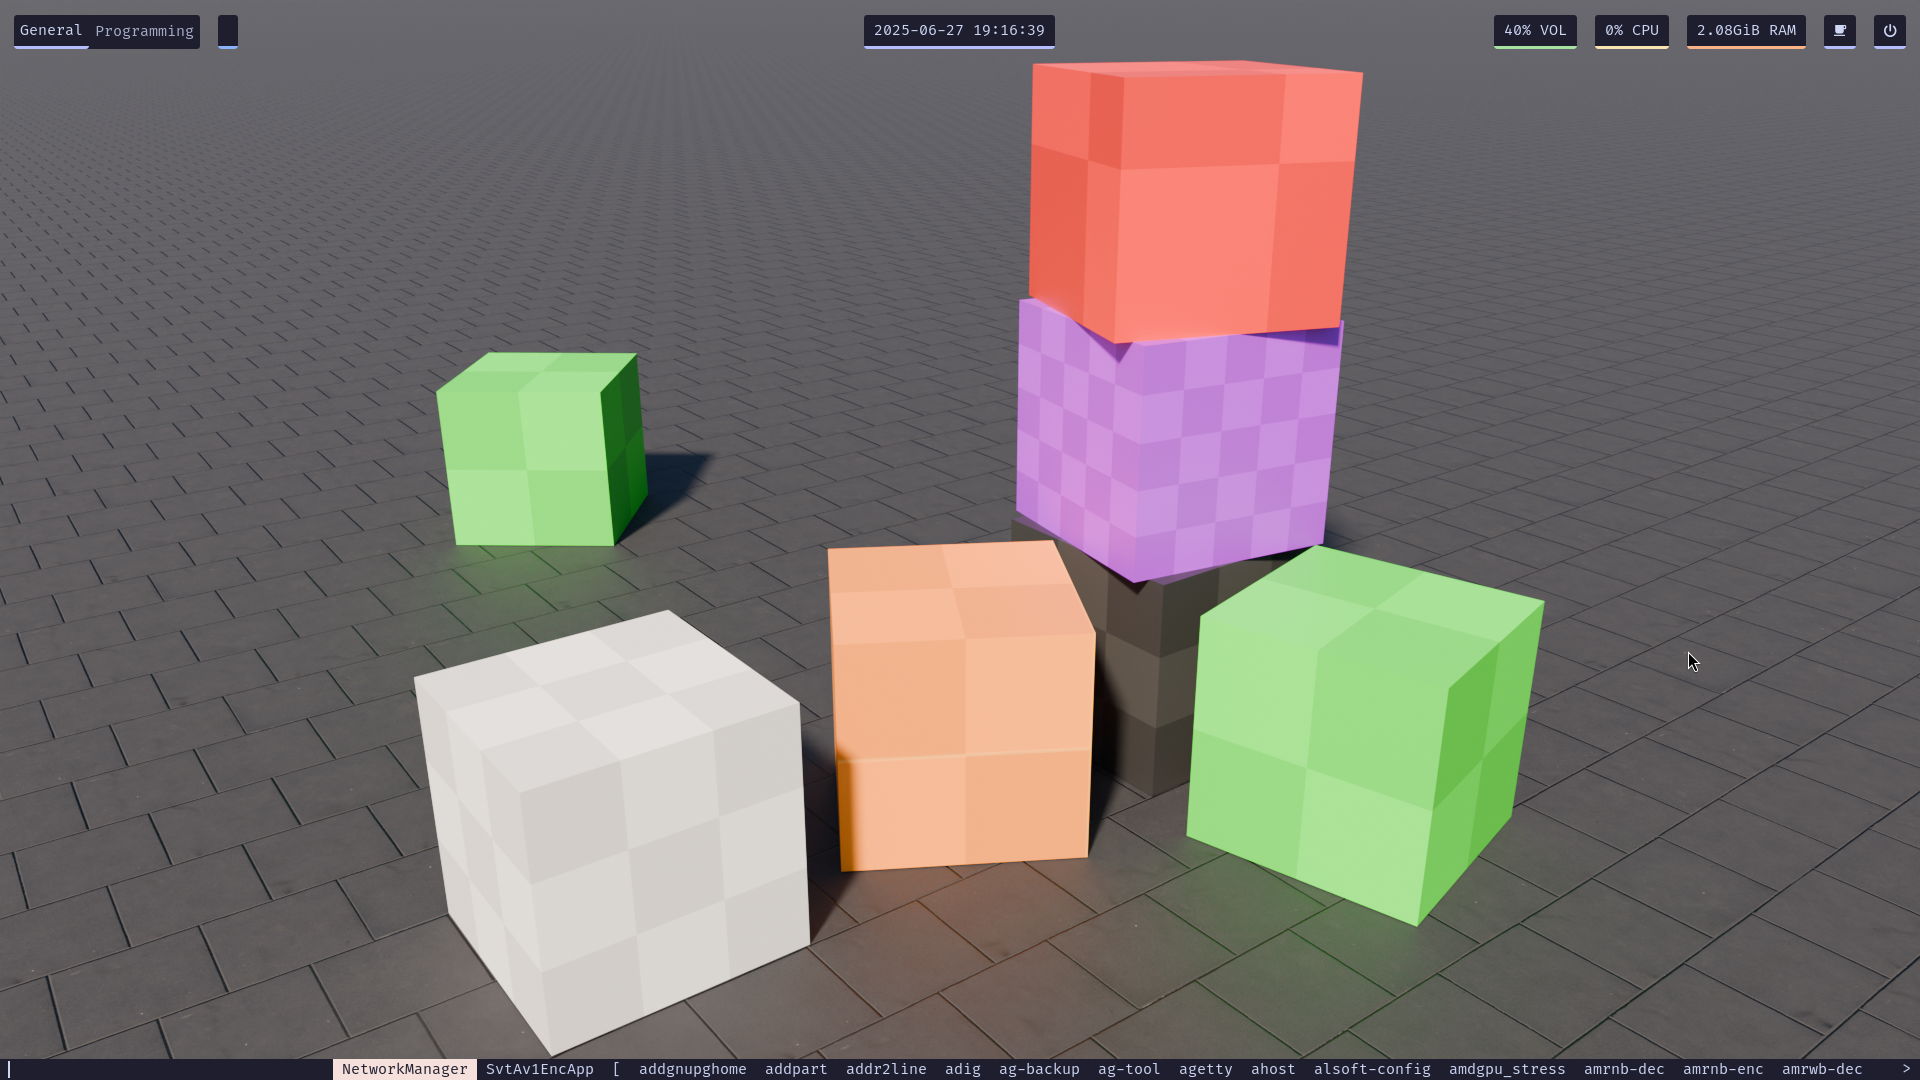 General Programming
2025-06-27 19:16:39
40% VOL
0% CPU
2.08GiB RAM
NetworkManager SvtAv1EncApp [ addgnupghome addpart addr2line adig ag-backup ag-tool agetty ahost alsoft-config amdgpu_stress amrnb-dec amrnb-enc amrwb-dec >